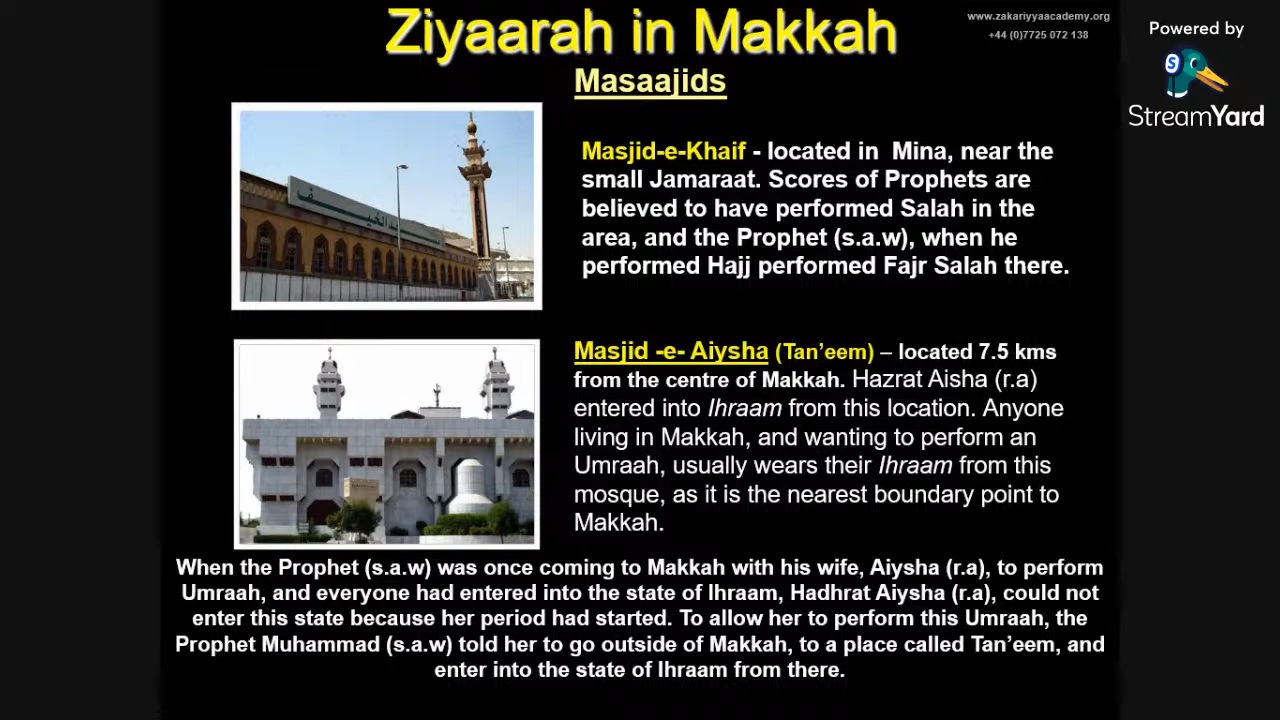 Ziyaarah in Makkah
www.zakariyyaacademy.org
+44 (0)7725 072 138
Powered by
S
StreamYard
Masaajids
Masjid-e-Khaif - located in Mina, near the
small Jamaraat. Scores of Prophets are
believed to have performed Salah in the
area, and the Prophet (s.a.w), when he
performed Hajj performed Fajr Salah there.
Masjid -e- Aiysha (Tan’eem) – located 7.5 kms
from the centre of Makkah. Hazrat Aisha (r.a)
entered into Ihraam from this location. Anyone
living in Makkah, and wanting to perform an
Umraah, usually wears their Ihraam from this
mosque, as it is the nearest boundary point to
Makkah.
When the Prophet (s.a.w) was once coming to Makkah with his wife, Aiysha (r.a), to perform
Umraah, and everyone had entered into the state of Ihraam, Hadhrat Aiysha (r.a), could not
enter this state because her period had started. To allow her to perform this Umraah, the
Prophet Muhammad (s.a.w) told her to go outside of Makkah, to a place called Tan’eem, and
enter into the state of Ihraam from there.